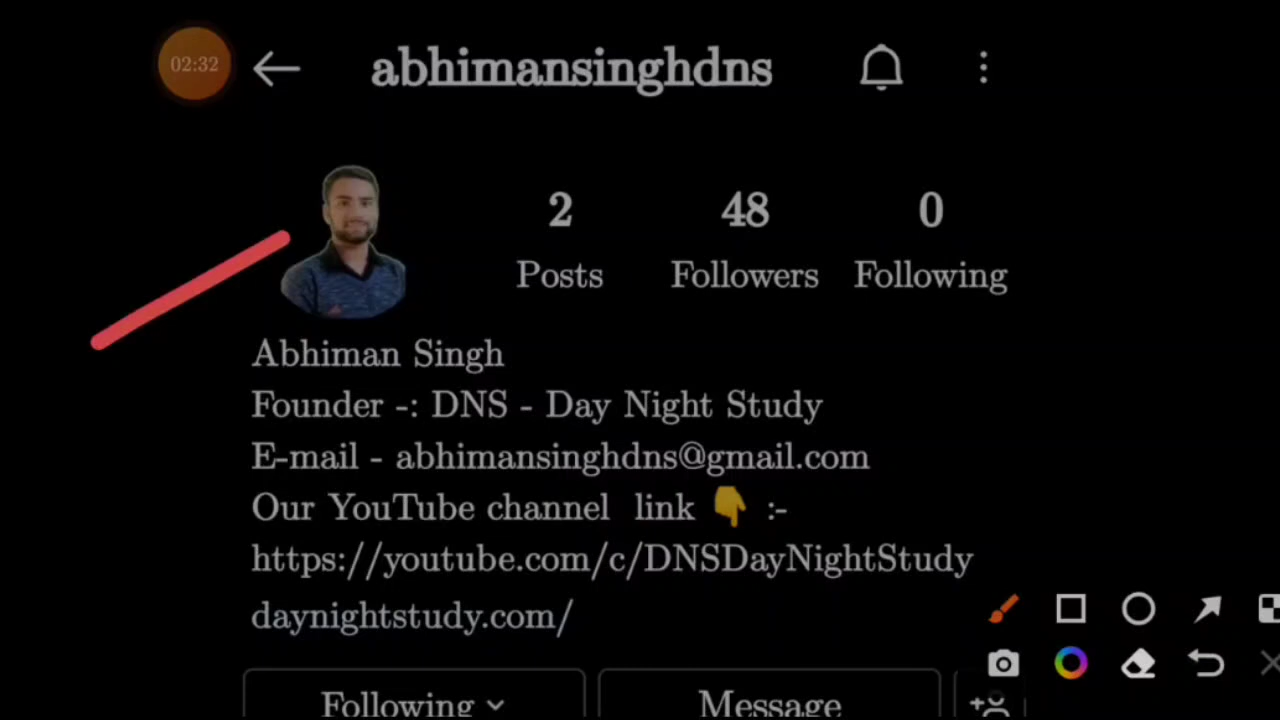 02:32
abhimansinghdns
2 48 0
Posts Followers Following
Abhiman Singh
Founder -: DNS - Day Night Study
E-mail - abhimansinghdns@gmail.com
Our YouTube channel link 👇 :-
https://youtube.com/c/DNSDayNightStudy
daynightstudy.com/
Following Message